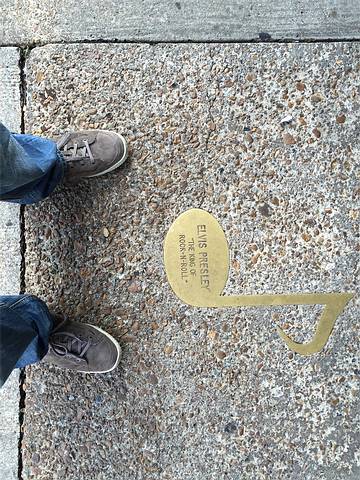 ELVIS PRESLEY
"THE KING OF
ROCK-N-ROLL"